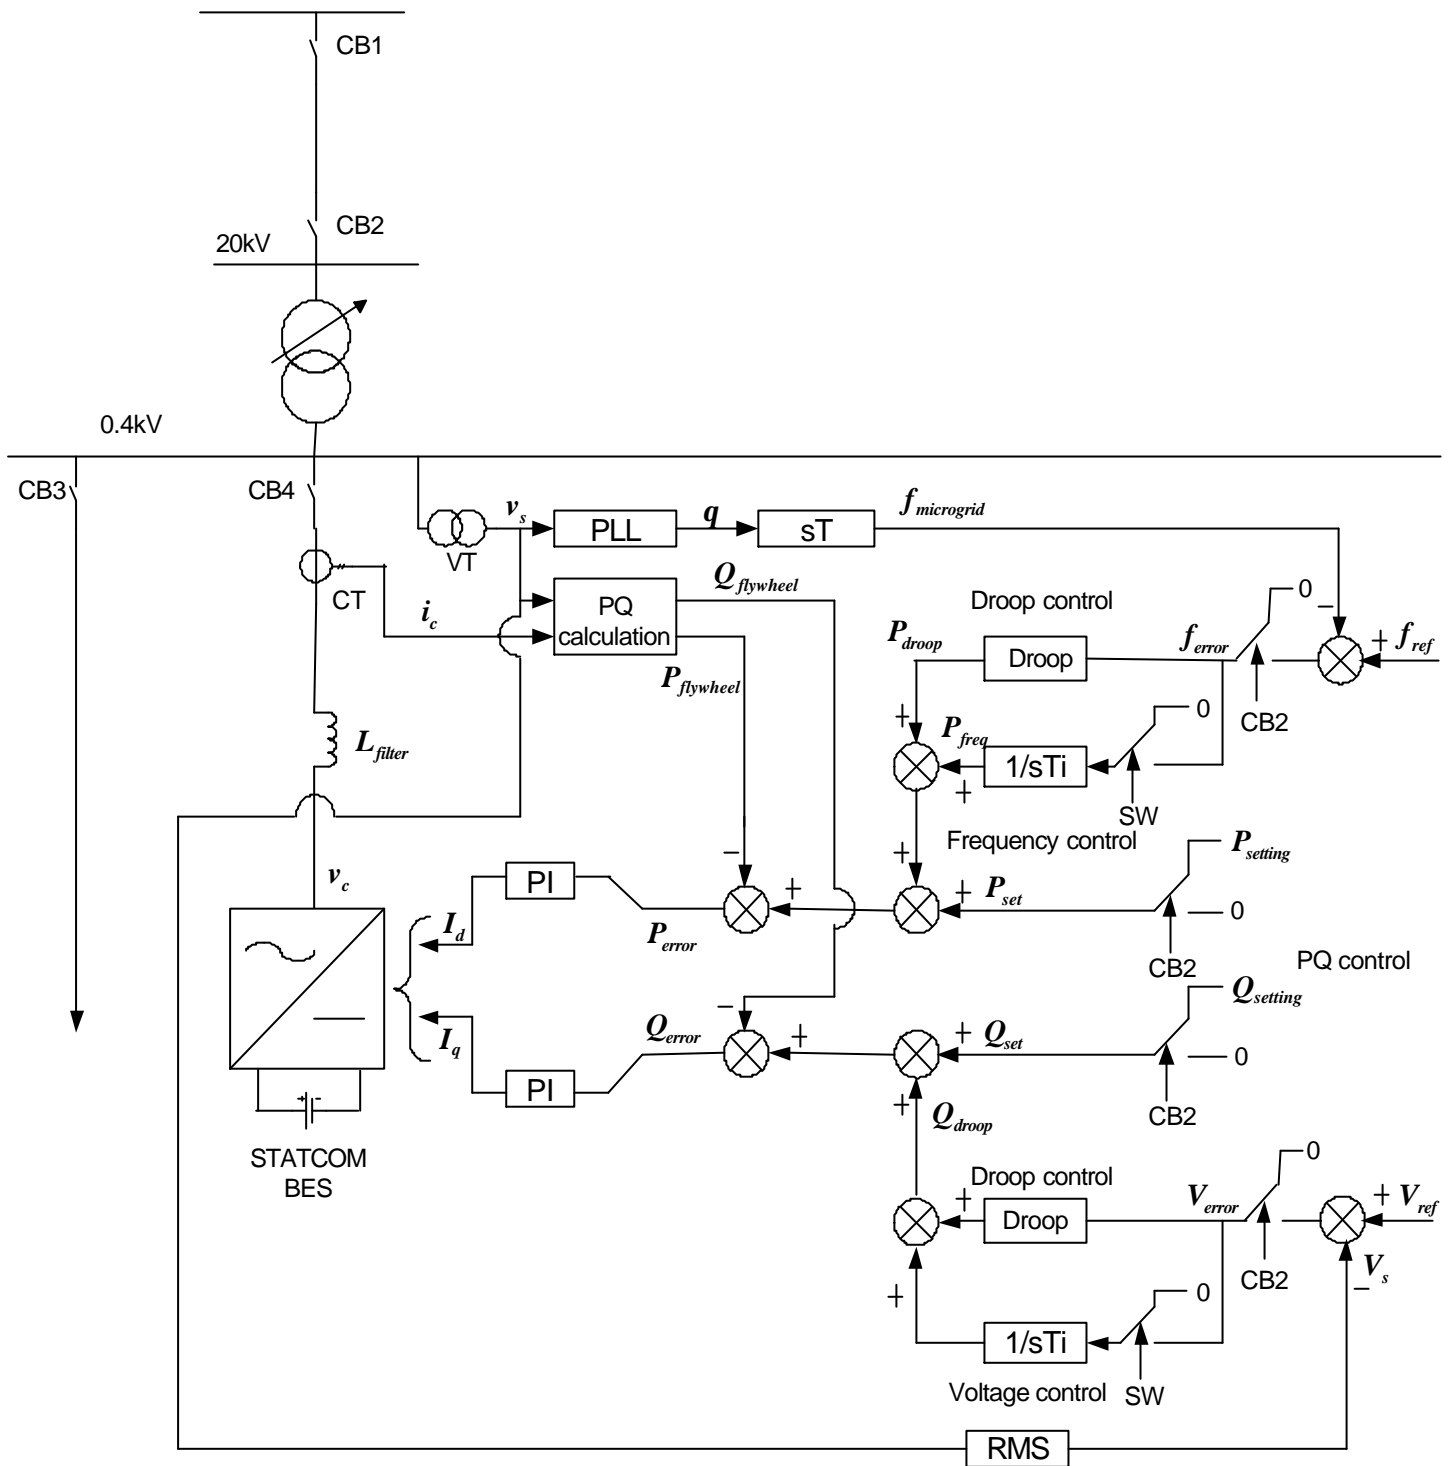 CB1
CB2
20kV
0.4kV
CB3
CB4
v_s
PLL
q
sT
f_microgrid
VT
CT
i_c
PQ
calculation
Q_flywheel
P_flywheel
Droop control
0
−
P_droop
Droop
f_error
+ f_ref
CB2
+
P_freq
1/sTi
0
+
SW
L_filter
Frequency control
P_setting
−
+
v_c
PI
+
+
P_set
0
I_d
P_error
CB2
PQ control
Q_setting
−
I_q
Q_error
+
+
Q_set
0
PI
+
Q_droop
CB2
STATCOM
BES
Droop control
0
+
Droop
V_error
+ V_ref
CB2
V_s
−
+
1/sTi
0
Voltage control
SW
RMS
+ -